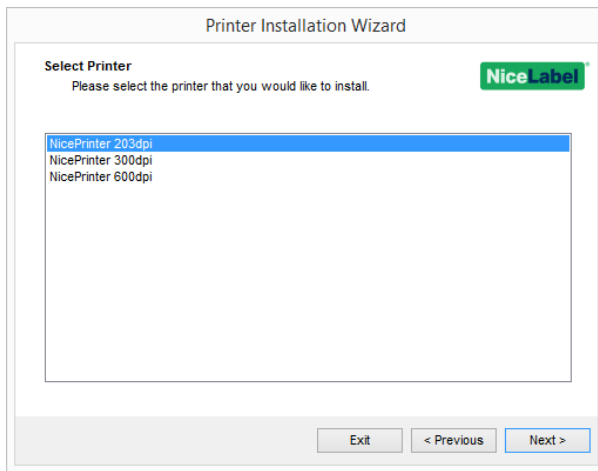 Printer Installation Wizard
Select Printer
Please select the printer that you would like to install.
NiceLabel
NicePrinter 203dpi
NicePrinter 300dpi
NicePrinter 600dpi
Exit
< Previous
Next >